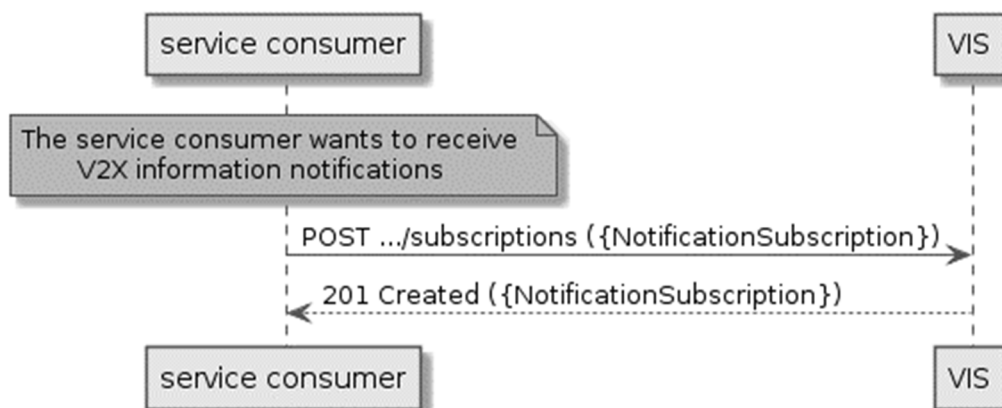 service consumer
VIS
The service consumer wants to receive
V2X information notifications
POST .../subscriptions ({NotificationSubscription})
201 Created ({NotificationSubscription})
service consumer
VIS